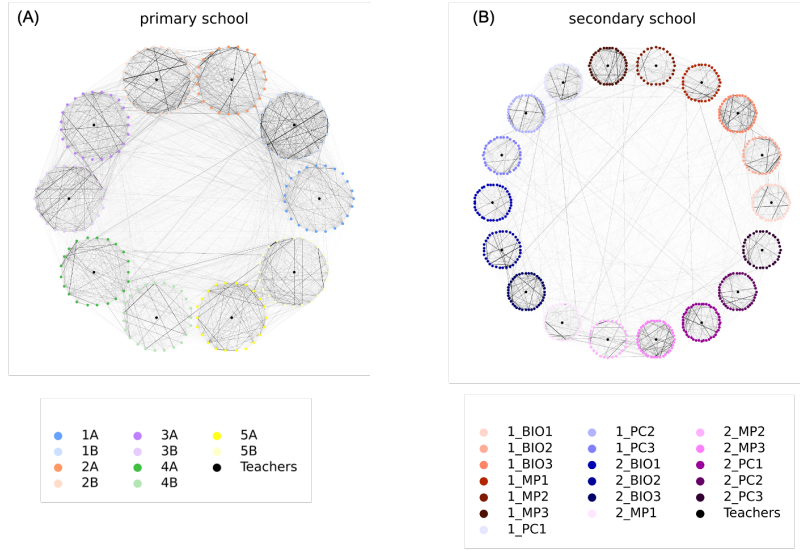 (A)
primary school
1A
1B
2A
2B
3A
3B
4A
4B
5A
5B
Teachers
(B)
secondary school
1_BIO1
1_BIO2
1_BIO3
1_MP1
1_MP2
1_MP3
1_PC1
1_PC2
1_PC3
2_BIO1
2_BIO2
2_BIO3
2_MP1
2_MP2
2_MP3
2_PC1
2_PC2
2_PC3
Teachers